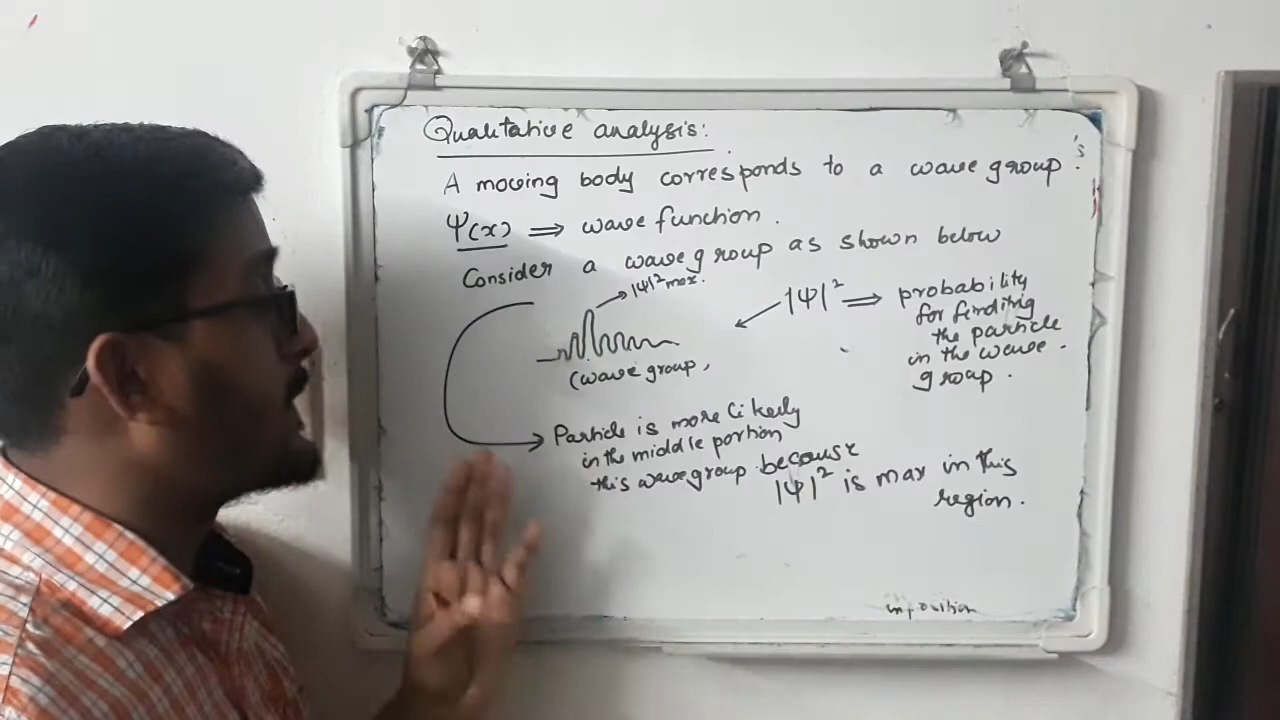 Qualitative analysis:
A moving body corresponds to a wave group's.
Ψ(x) ⟹ wave function.
Consider a wave group as shown below
|Ψ|² max.
|Ψ|² ⟹ probability
for finding
the particle
in the wave
group.
(wave group,
Particle is more likely
in the middle portion
this wave group because
|Ψ|² is max in this
region.